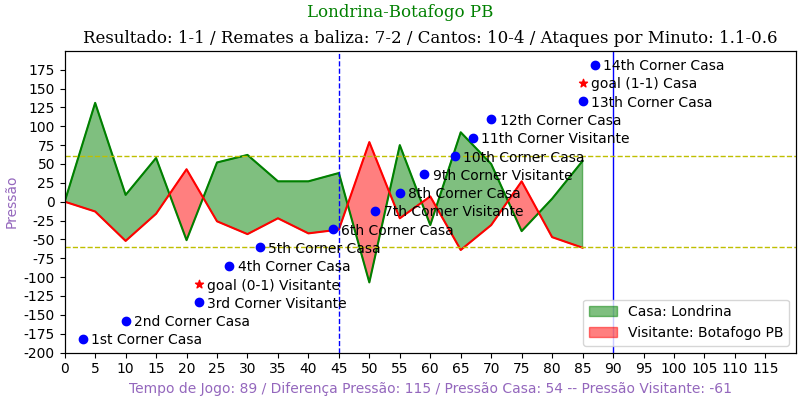 Londrina-Botafogo PB
Resultado: 1-1 / Remates a baliza: 7-2 / Cantos: 10-4 / Ataques por Minuto: 1.1-0.6
175
150
125
100
75
50
25
0
-25
-50
-75
-100
-125
-150
-175
-200
Pressão
14th Corner Casa
goal (1-1) Casa
13th Corner Casa
12th Corner Casa
11th Corner Visitante
10th Corner Casa
9th Corner Visitante
8th Corner Casa
7th Corner Visitante
6th Corner Casa
5th Corner Casa
4th Corner Casa
goal (0-1) Visitante
3rd Corner Visitante
2nd Corner Casa
1st Corner Casa
Casa: Londrina
Visitante: Botafogo PB
0 5 10 15 20 25 30 35 40 45 50 55 60 65 70 75 80 85 90 95 100 105 110 115
Tempo de Jogo: 89 / Diferença Pressão: 115 / Pressão Casa: 54 -- Pressão Visitante: -61